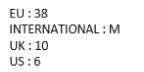 EU : 38
INTERNATIONAL : M
UK : 10
US : 6